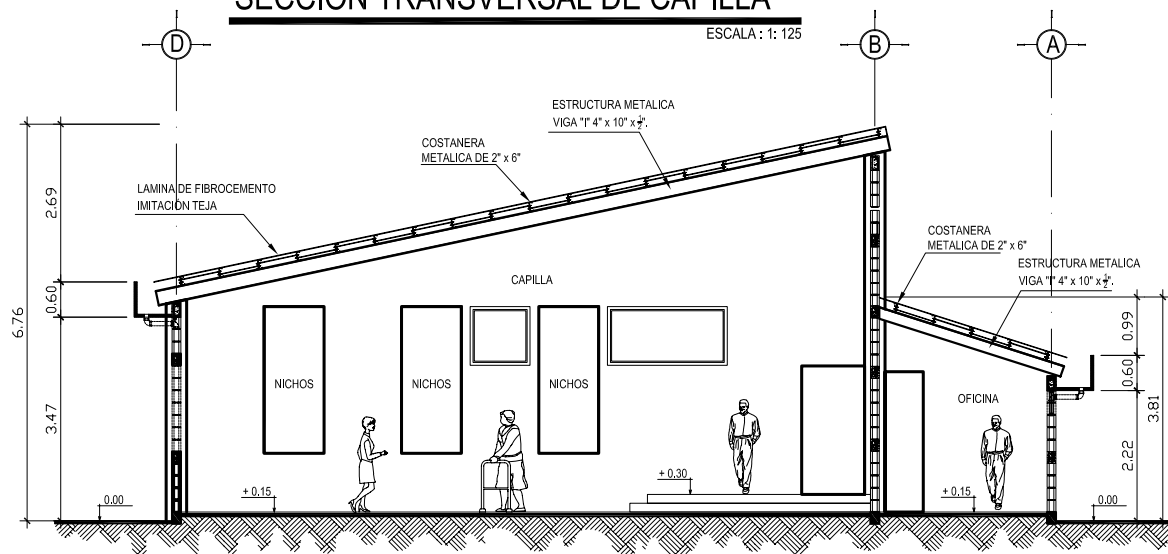 SECCION TRANSVERSAL DE CAPILLA
ESCALA : 1: 125
D
B
A
ESTRUCTURA METALICA
VIGA "I" 4" x 10" x ½".
COSTANERA
METALICA DE 2" x 6"
LAMINA DE FIBROCEMENTO
IMITACIÓN TEJA
COSTANERA
METALICA DE 2" x 6"
ESTRUCTURA METALICA
VIGA "I" 4" x 10" x ½".
CAPILLA
NICHOS
NICHOS
NICHOS
OFICINA
6.76
2.69
0.60
3.47
0.99
0.60
2.22
3.81
0.00
+ 0.15
+ 0.30
+ 0.15
0.00